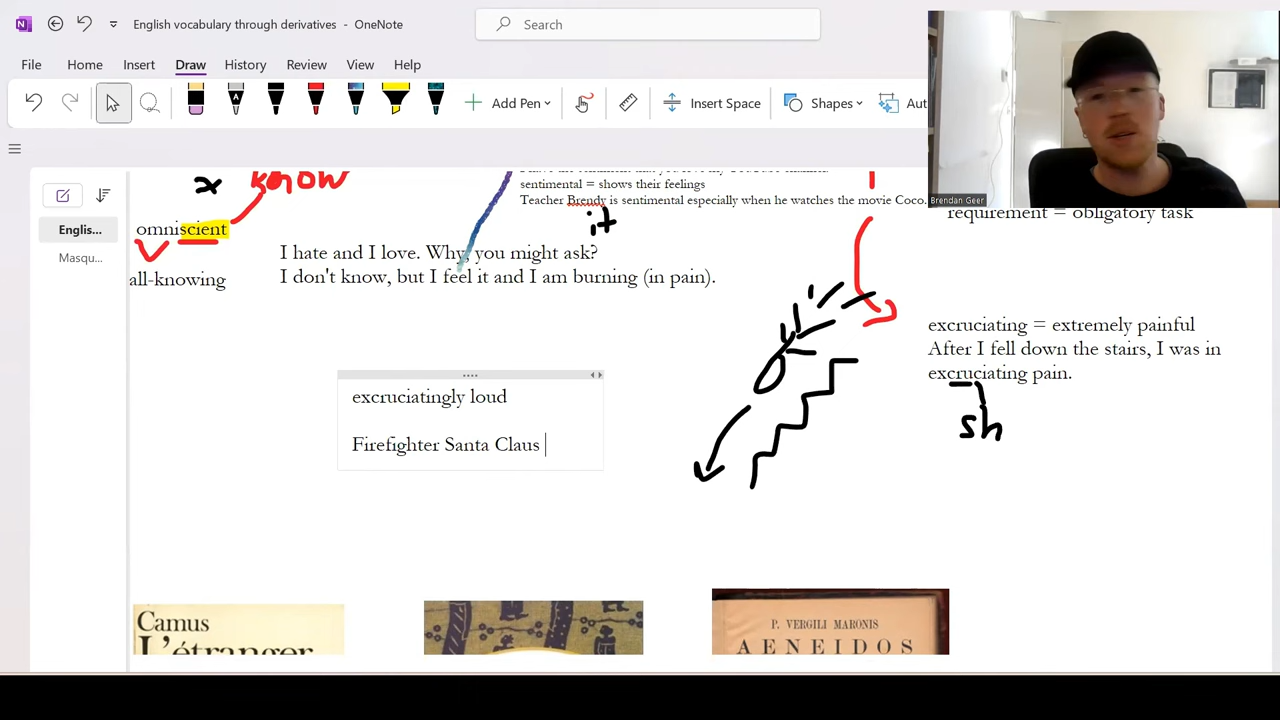 English vocabulary through derivatives - OneNote
Search
File Home Insert Draw History Review View Help
Add Pen
Insert Space
Shapes
Aut
Brendan Geer
Englis...
Masqu...
x
know
sentimental = shows their feelings
Teacher Brendy is sentimental especially when he watches the movie Coco.
it
requirement = obligatory task
omniscient
all-knowing
I hate and I love. Why, you might ask?
I don't know, but I feel it and I am burning (in pain).
excruciating = extremely painful
After I fell down the stairs, I was in
excruciating pain.
sh
excruciatingly loud
Firefighter Santa Claus
Camus
L'étranger
P. VERGILI MARONIS
AENEIDOS